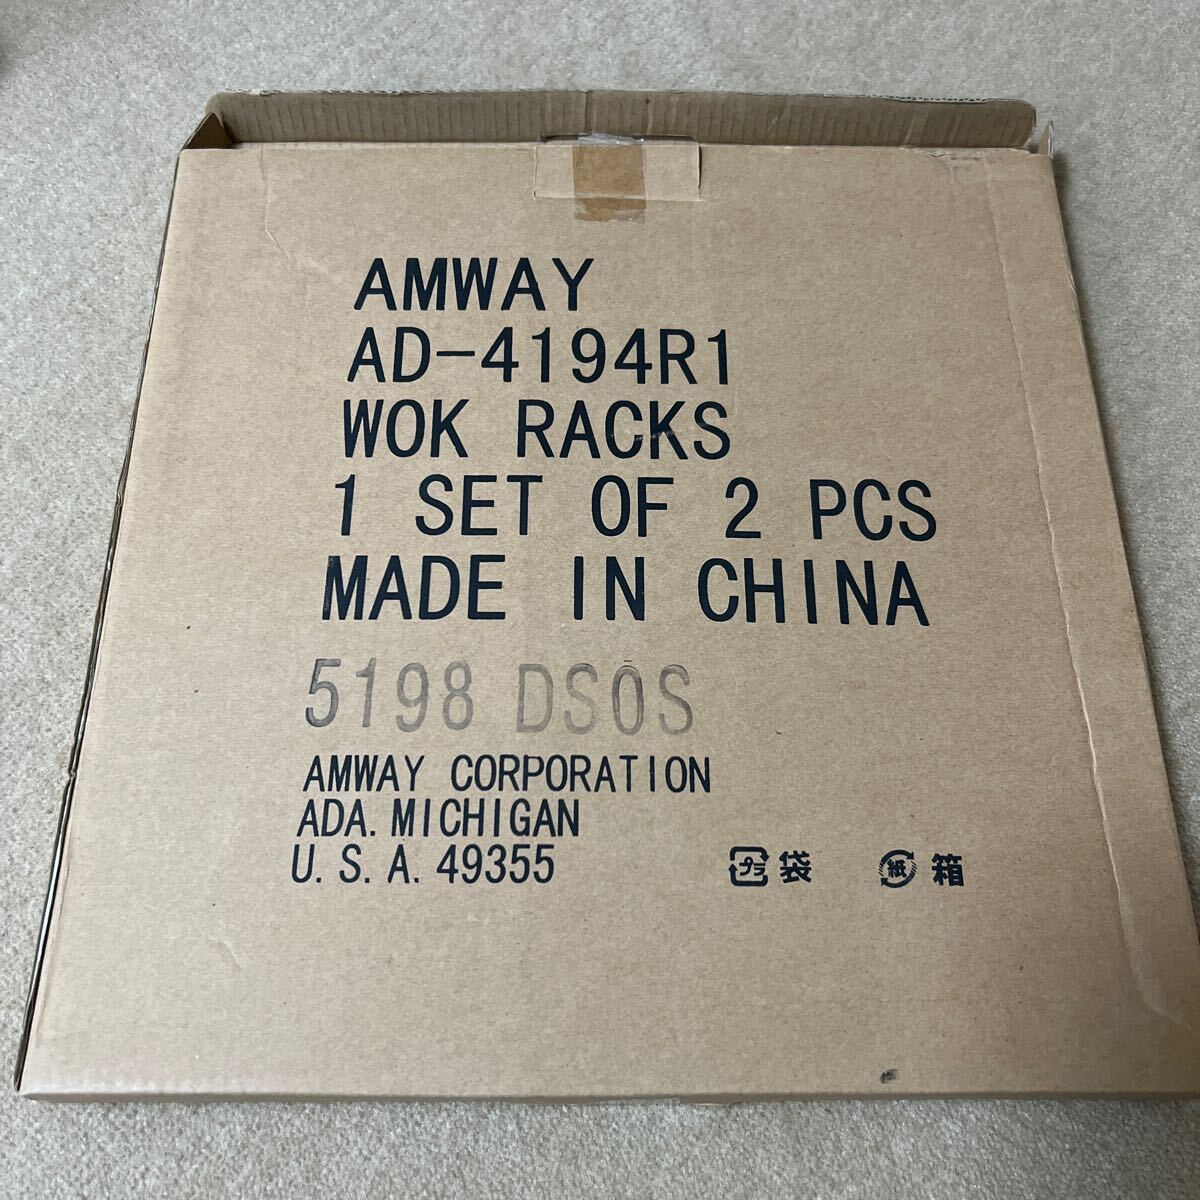 AMWAY
AD-4194R1
WOK RACKS
1 SET OF 2 PCS
MADE IN CHINA
5198 DS0S
AMWAY CORPORATION
ADA. MICHIGAN
U. S. A. 49355
プラ 袋 紙 箱